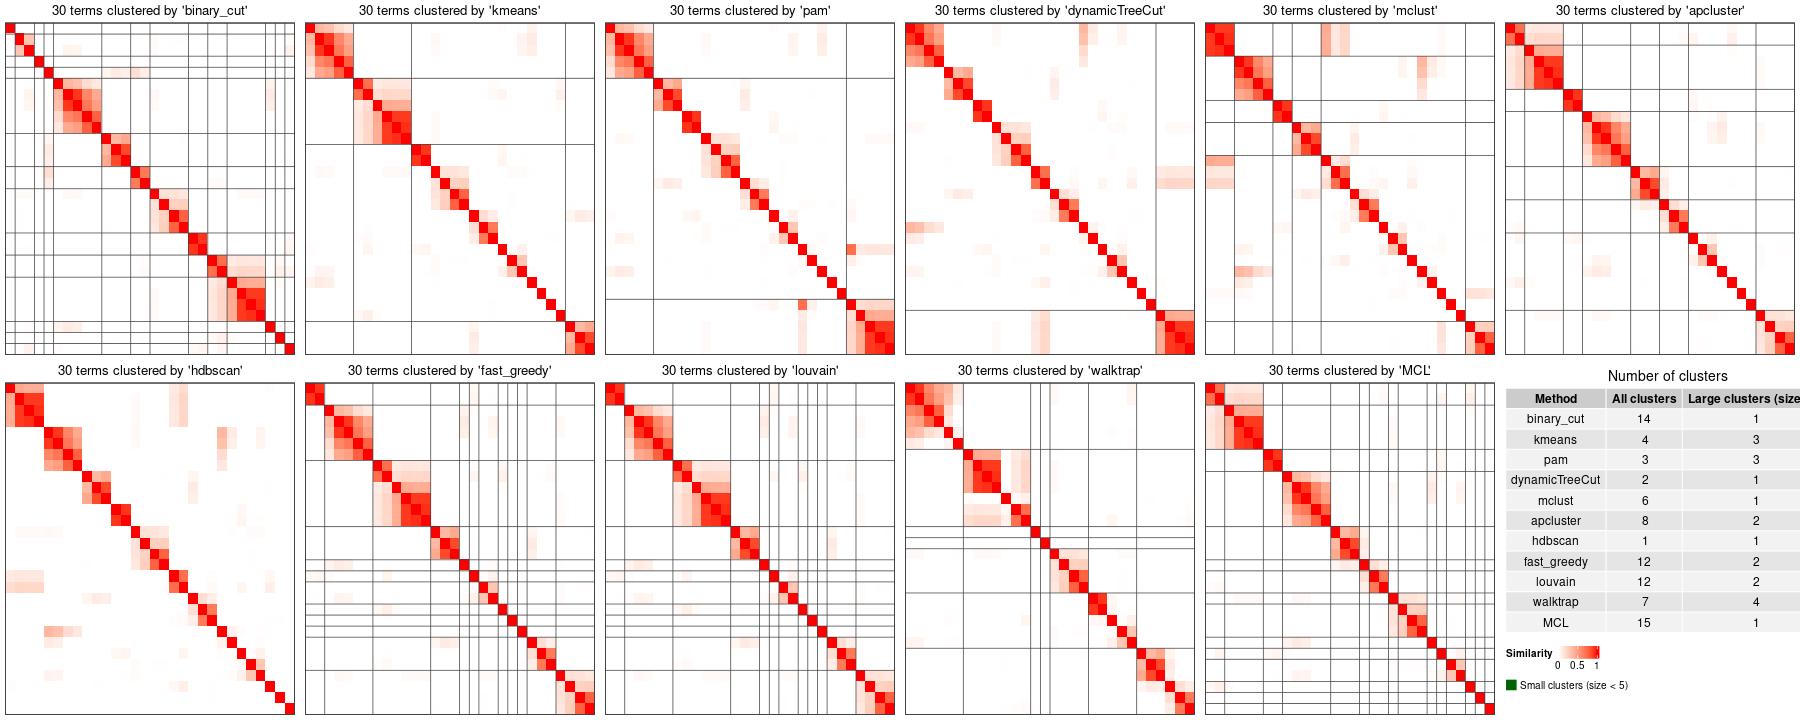 30 terms clustered by 'binary_cut'
30 terms clustered by 'kmeans'
30 terms clustered by 'pam'
30 terms clustered by 'dynamicTreeCut'
30 terms clustered by 'mclust'
30 terms clustered by 'apcluster'
30 terms clustered by 'hdbscan'
30 terms clustered by 'fast_greedy'
30 terms clustered by 'louvain'
30 terms clustered by 'walktrap'
30 terms clustered by 'MCL'
Number of clusters
Method All clusters Large clusters (size
binary_cut 14 1
kmeans 4 3
pam 3 3
dynamicTreeCut 2 1
mclust 6 1
apcluster 8 2
hdbscan 1 1
fast_greedy 12 2
louvain 12 2
walktrap 7 4
MCL 15 1
Similarity
0 0.5 1
Small clusters (size < 5)